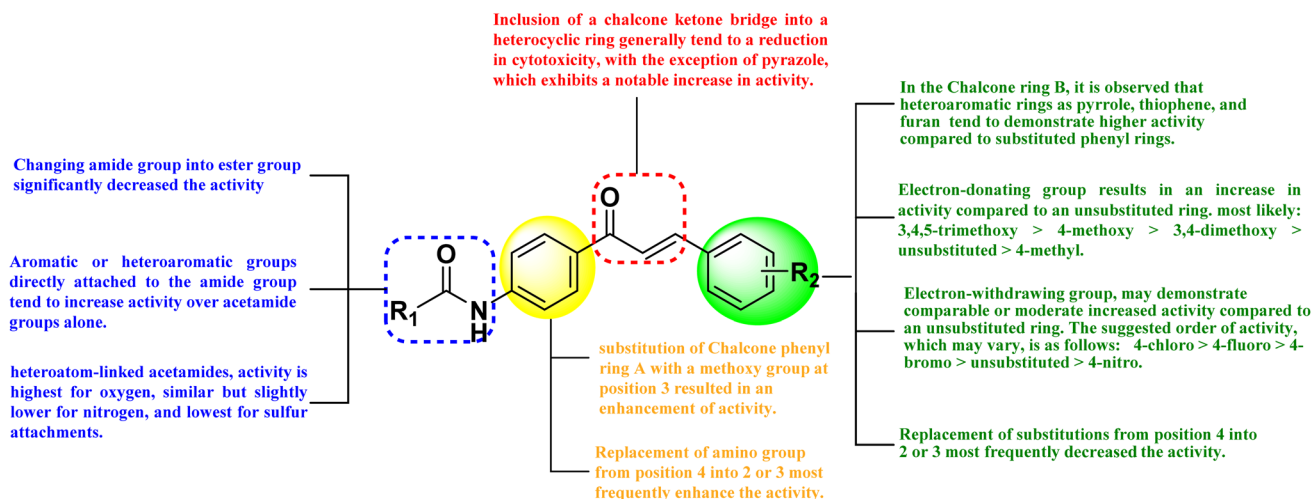 Inclusion of a chalcone ketone bridge into a
heterocyclic ring generally tend to a reduction
in cytotoxicity, with the exception of pyrazole,
which exhibits a notable increase in activity.
Changing amide group into ester group
significantly decreased the activity
Aromatic or heteroaromatic groups
directly attached to the amide group
tend to increase activity over acetamide
groups alone.
heteroatom-linked acetamides, activity is
highest for oxygen, similar but slightly
lower for nitrogen, and lowest for sulfur
attachments.
O
R1
N
H
O
R2
substitution of Chalcone phenyl
ring A with a methoxy group at
position 3 resulted in an
enhancement of activity.
Replacement of amino group
from position 4 into 2 or 3 most
frequently enhance the activity.
In the Chalcone ring B, it is observed that
heteroaromatic rings as pyrrole, thiophene, and
furan tend to demonstrate higher activity
compared to substituted phenyl rings.
Electron-donating group results in an increase in
activity compared to an unsubstituted ring. most likely:
3,4,5-trimethoxy > 4-methoxy > 3,4-dimethoxy >
unsubstituted > 4-methyl.
Electron-withdrawing group, may demonstrate
comparable or moderate increased activity compared to
an unsubstituted ring. The suggested order of activity,
which may vary, is as follows: 4-chloro > 4-fluoro > 4-
bromo > unsubstituted > 4-nitro.
Replacement of substitutions from position 4 into
2 or 3 most frequently decreased the activity.